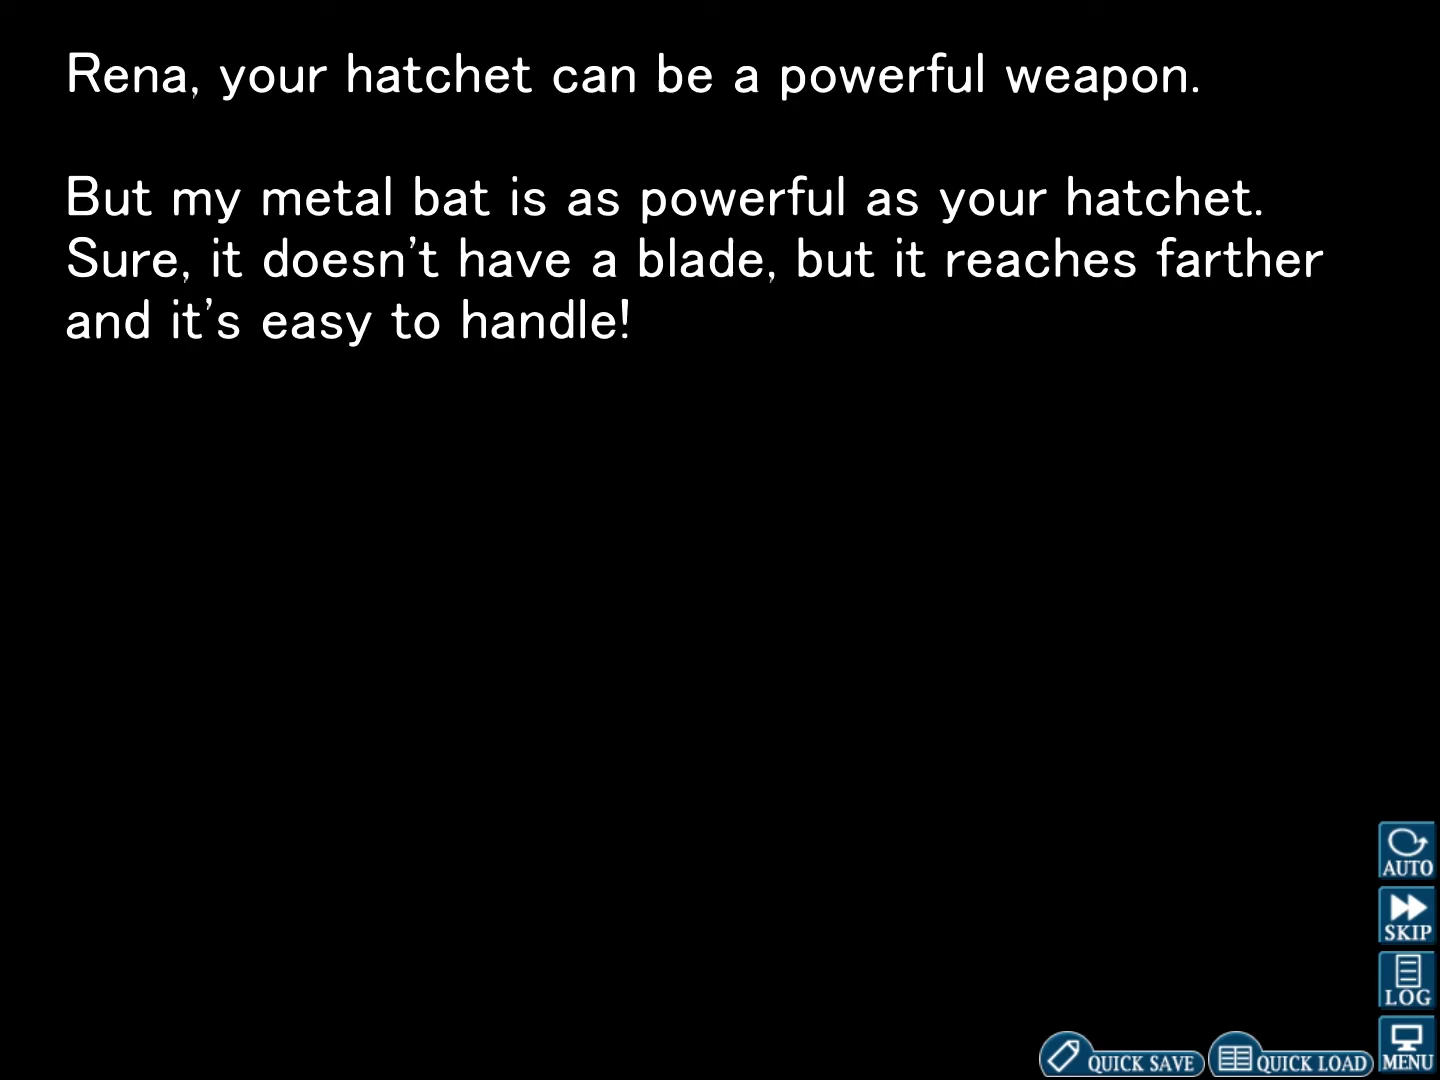 Rena, your hatchet can be a powerful weapon.
But my metal bat is as powerful as your hatchet.
Sure, it doesn't have a blade, but it reaches farther
and it's easy to handle!
AUTO
SKIP
LOG
MENU
QUICK SAVE
QUICK LOAD